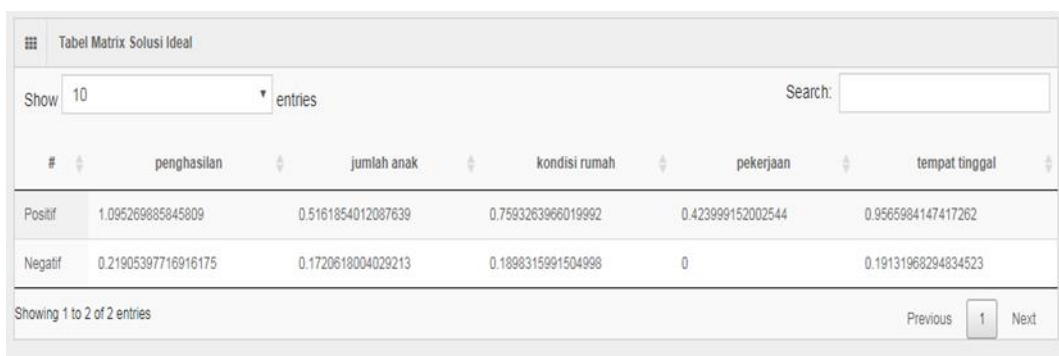 Tabel Matrix Solusi Ideal
Show 10 entries Search:
# penghasilan jumlah anak kondisi rumah pekerjaan tempat tinggal
Positif 1.095269885845809 0.5161854012087639 0.7593263966019992 0.423999152002544 0.9565984147417262
Negatif 0.21905397716916175 0.1720618004029213 0.1898315991504998 0 0.19131968294834523
Showing 1 to 2 of 2 entries
Previous 1 Next